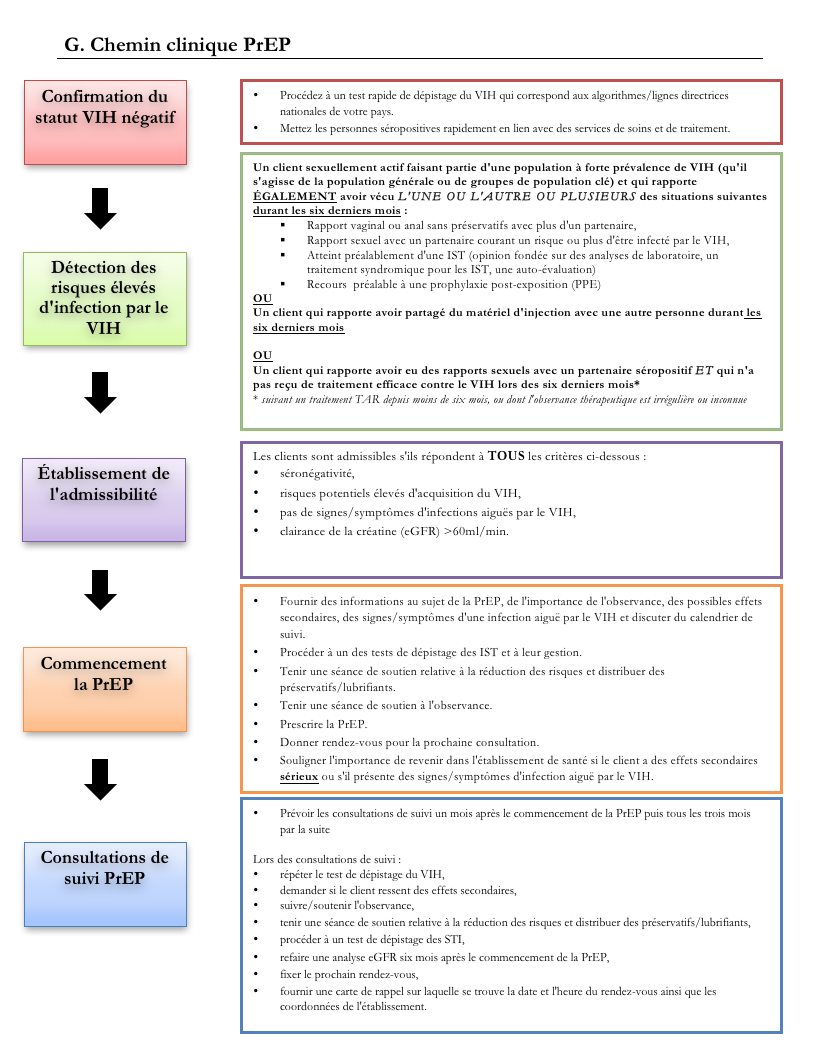 G. Chemin clinique PrEP
Confirmation du
statut VIH négatif
• Procédez à un test rapide de dépistage du VIH qui correspond aux algorithmes/lignes directrices
nationales de votre pays.
• Mettez les personnes séropositives rapidement en lien avec des services de soins et de traitement.
Détection des
risques élevés
d'infection par le
VIH
Un client sexuellement actif faisant partie d'une population à forte prévalence de VIH (qu'il
s'agisse de la population générale ou de groupes de population clé) et qui rapporte
ÉGALEMENT avoir vécu L'UNE OU L'AUTRE OU PLUSIEURS des situations suivantes
durant les six derniers mois :
▪ Rapport vaginal ou anal sans préservatifs avec plus d'un partenaire,
▪ Rapport sexuel avec un partenaire courant un risque ou plus d'être infecté par le VIH,
▪ Atteint préalablement d'une IST (opinion fondée sur des analyses de laboratoire, un
traitement syndromique pour les IST, une auto-évaluation)
▪ Recours préalable à une prophylaxie post-exposition (PPE)
OU
Un client qui rapporte avoir partagé du matériel d'injection avec une autre personne durant les
six derniers mois
OU
Un client qui rapporte avoir eu des rapports sexuels avec un partenaire séropositif ET qui n'a
pas reçu de traitement efficace contre le VIH lors des six derniers mois*
* suivant un traitement TAR depuis moins de six mois, ou dont l'observance thérapeutique est irrégulière ou inconnue
Établissement de
l'admissibilité
Les clients sont admissibles s'ils répondent à TOUS les critères ci-dessous :
• séronégativité,
• risques potentiels élevés d'acquisition du VIH,
• pas de signes/symptômes d'infections aiguës par le VIH,
• clairance de la créatine (eGFR) >60ml/min.
Commencement
la PrEP
• Fournir des informations au sujet de la PrEP, de l'importance de l'observance, des possibles effets
secondaires, des signes/symptômes d'une infection aiguë par le VIH et discuter du calendrier de
suivi.
• Procéder à un des tests de dépistage des IST et à leur gestion.
• Tenir une séance de soutien relative à la réduction des risques et distribuer des
préservatifs/lubrifiants.
• Tenir une séance de soutien à l'observance.
• Prescrire la PrEP.
• Donner rendez-vous pour la prochaine consultation.
• Souligner l'importance de revenir dans l'établissement de santé si le client a des effets secondaires
sérieux ou s'il présente des signes/symptômes d'infection aiguë par le VIH.
Consultations de
suivi PrEP
• Prévoir les consultations de suivi un mois après le commencement de la PrEP puis tous les trois mois
par la suite
Lors des consultations de suivi :
• répéter le test de dépistage du VIH,
• demander si le client ressent des effets secondaires,
• suivre/soutenir l'observance,
• tenir une séance de soutien relative à la réduction des risques et distribuer des préservatifs/lubrifiants,
• procéder à un test de dépistage des STI,
• refaire une analyse eGFR six mois après le commencement de la PrEP,
• fixer le prochain rendez-vous,
• fournir une carte de rappel sur laquelle se trouve la date et l'heure du rendez-vous ainsi que les
coordonnées de l'établissement.